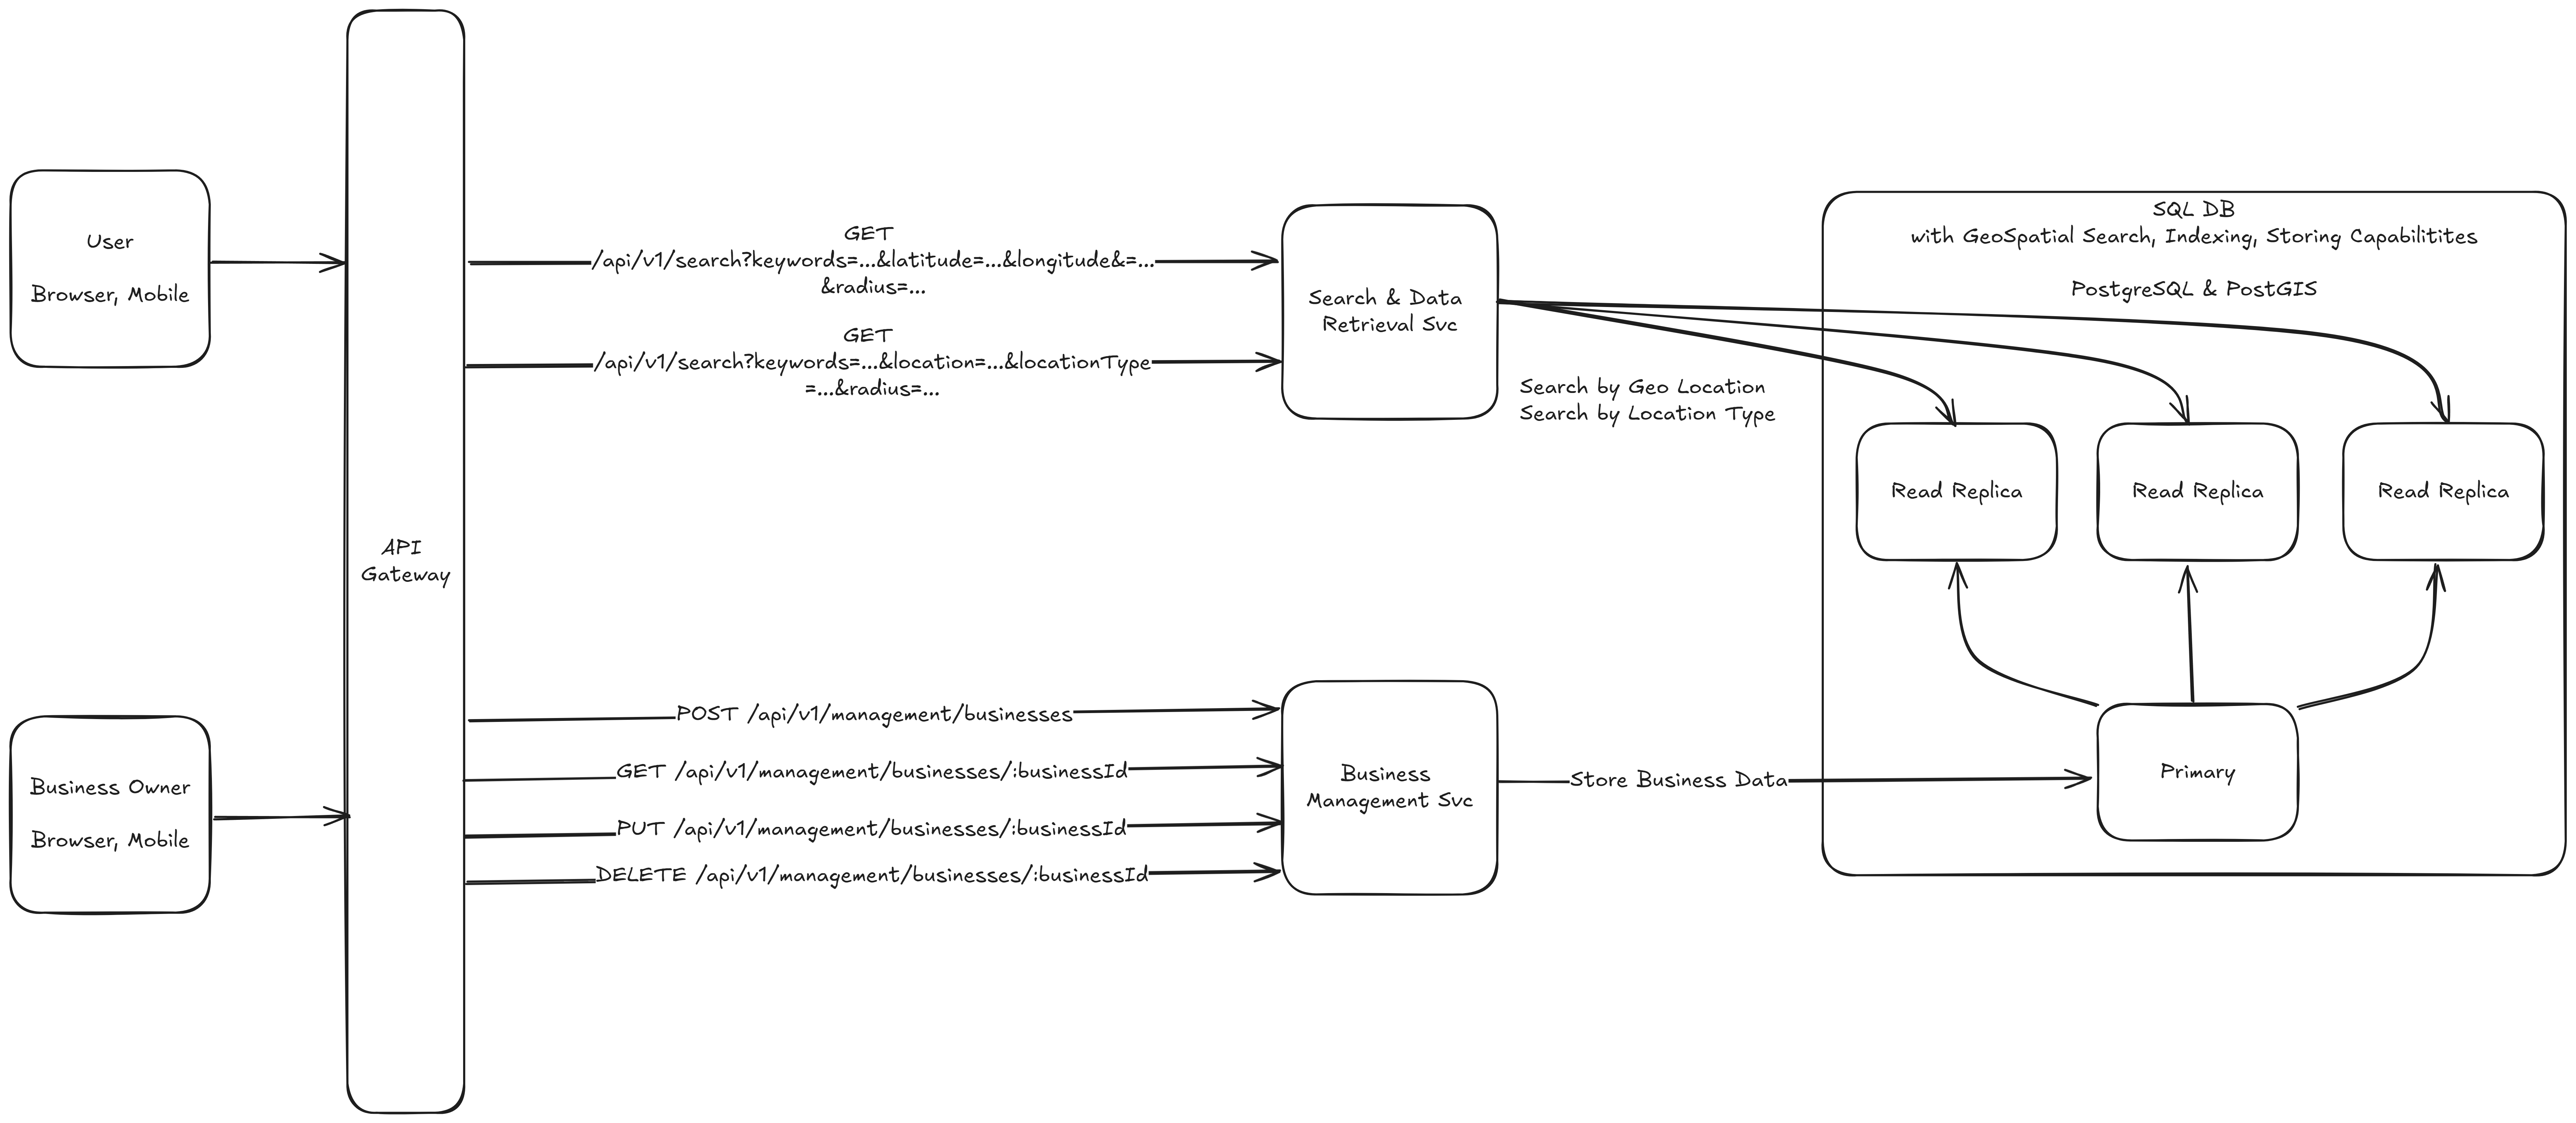 User
Browser, Mobile
Business Owner
Browser, Mobile
API
Gateway
GET
/api/v1/search?keywords=...&latitude=...&longitude&=...
&radius=...
GET
/api/v1/search?keywords=...&location=...&locationType
=...&radius=...
POST /api/v1/management/businesses
GET /api/v1/management/businesses/:businessId
PUT /api/v1/management/businesses/:businessId
DELETE /api/v1/management/businesses/:businessId
Search & Data
Retrieval Svc
Business
Management Svc
Search by Geo Location
Search by Location Type
Store Business Data
SQL DB
with GeoSpatial Search, Indexing, Storing Capabilitites
PostgreSQL & PostGIS
Read Replica
Read Replica
Read Replica
Primary